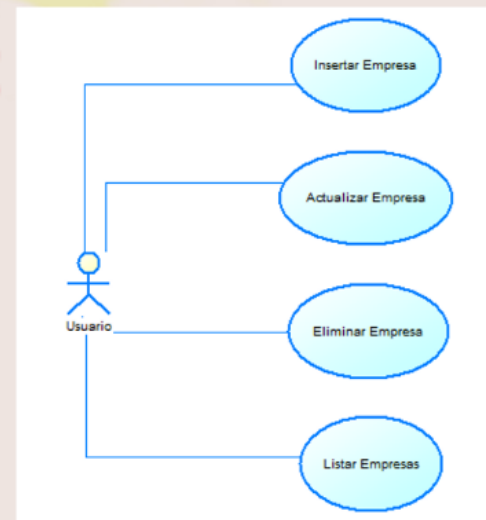 Insertar Empresa
Actualizar Empresa
Usuario
Eliminar Empresa
Listar Empresas